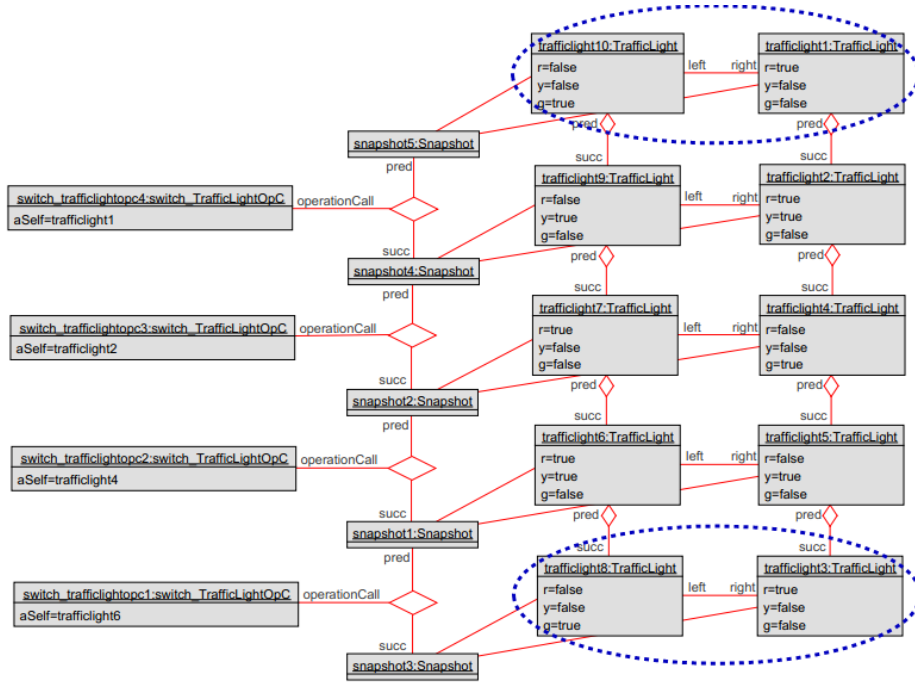 trafficlight10:TrafficLight
r=false
y=false
g=true
left
right
trafficlight1:TrafficLight
r=true
y=false
g=false
snapshot5:Snapshot
pred
pred
pred
succ
succ
switch_trafficlightopc4:switch_TrafficLightOpC
aSelf=trafficlight1
operationCall
trafficlight9:TrafficLight
r=false
y=true
g=false
left
right
trafficlight2:TrafficLight
r=true
y=true
g=false
succ
snapshot4:Snapshot
pred
pred
pred
succ
succ
switch_trafficlightopc3:switch_TrafficLightOpC
aSelf=trafficlight2
operationCall
trafficlight7:TrafficLight
r=true
y=false
g=false
left
right
trafficlight4:TrafficLight
r=false
y=false
g=true
succ
snapshot2:Snapshot
pred
pred
pred
succ
succ
switch_trafficlightopc2:switch_TrafficLightOpC
aSelf=trafficlight4
operationCall
trafficlight6:TrafficLight
r=true
y=true
g=false
left
right
trafficlight5:TrafficLight
r=false
y=true
g=false
succ
snapshot1:Snapshot
pred
pred
pred
succ
succ
switch_trafficlightopc1:switch_TrafficLightOpC
aSelf=trafficlight6
operationCall
trafficlight8:TrafficLight
r=false
y=false
g=true
left
right
trafficlight3:TrafficLight
r=true
y=false
g=false
succ
snapshot3:Snapshot